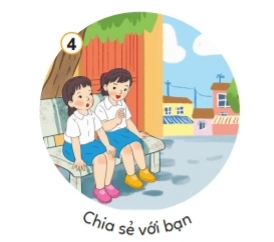 4
Chia sẻ với bạn